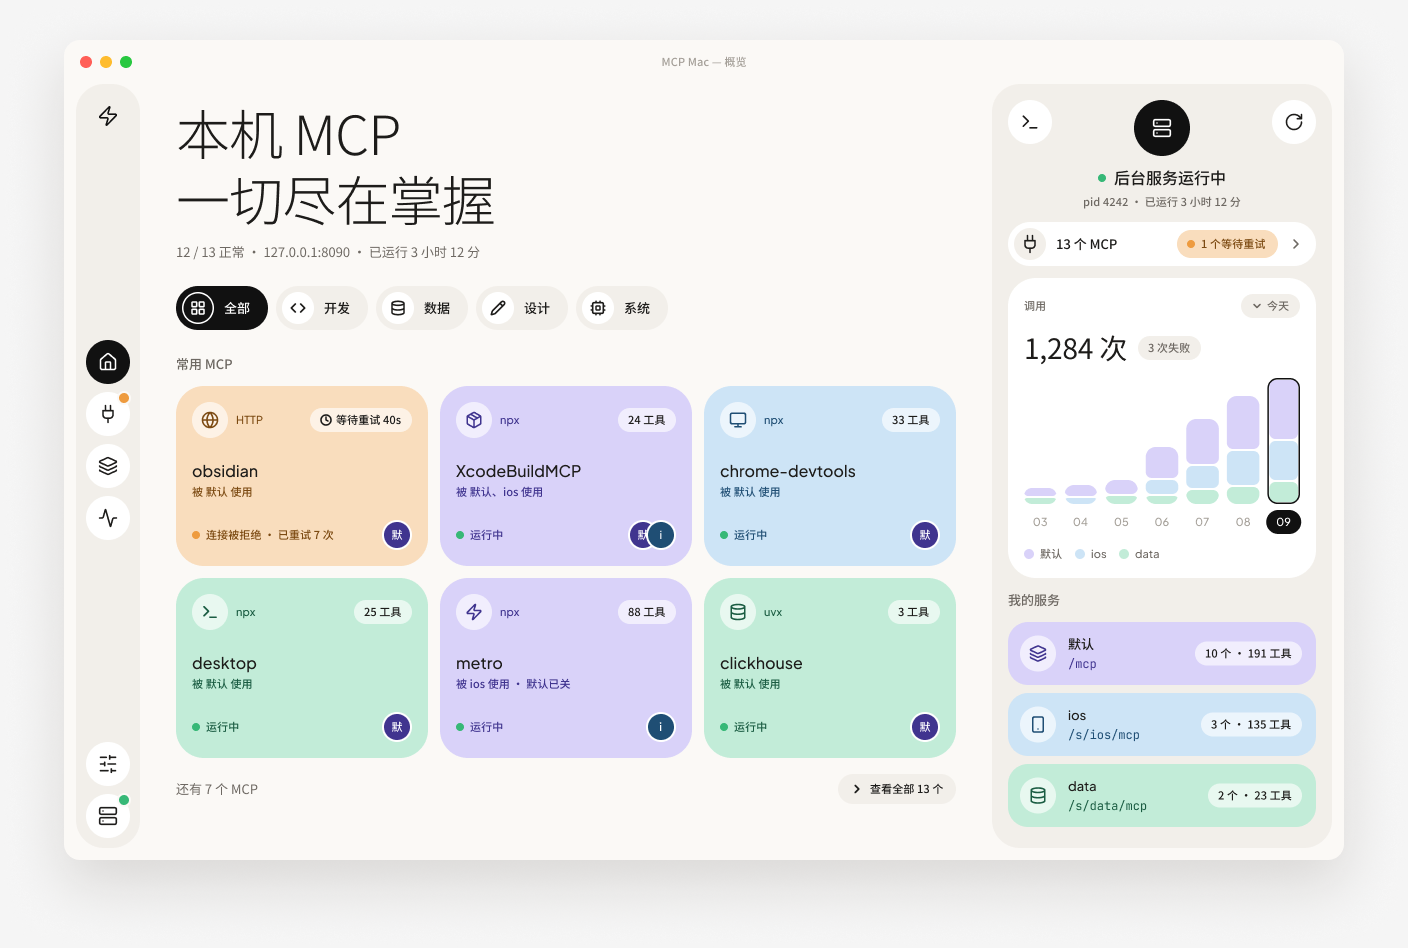 MCP Mac — 概览
本机 MCP
一切尽在掌握
12 / 13 正常 · 127.0.0.1:8090 · 已运行 3 小时 12 分
全部
开发
数据
设计
系统
常用 MCP
HTTP
等待重试 40s
obsidian
被 默认 使用
连接被拒绝 · 已重试 7 次
默
npx
24 工具
XcodeBuildMCP
被 默认、ios 使用
运行中
默
i
npx
33 工具
chrome-devtools
被 默认 使用
运行中
默
npx
25 工具
desktop
被 默认 使用
运行中
默
npx
88 工具
metro
被 ios 使用 · 默认已关
运行中
i
uvx
3 工具
clickhouse
被 默认 使用
运行中
默
还有 7 个 MCP
查看全部 13 个
后台服务运行中
pid 4242 · 已运行 3 小时 12 分
13 个 MCP
1 个等待重试
调用
今天
1,284 次
3 次失败
03 04 05 06 07 08 09
默认 ios data
我的服务
默认
/mcp
10 个 · 191 工具
ios
/s/ios/mcp
3 个 · 135 工具
data
/s/data/mcp
2 个 · 23 工具